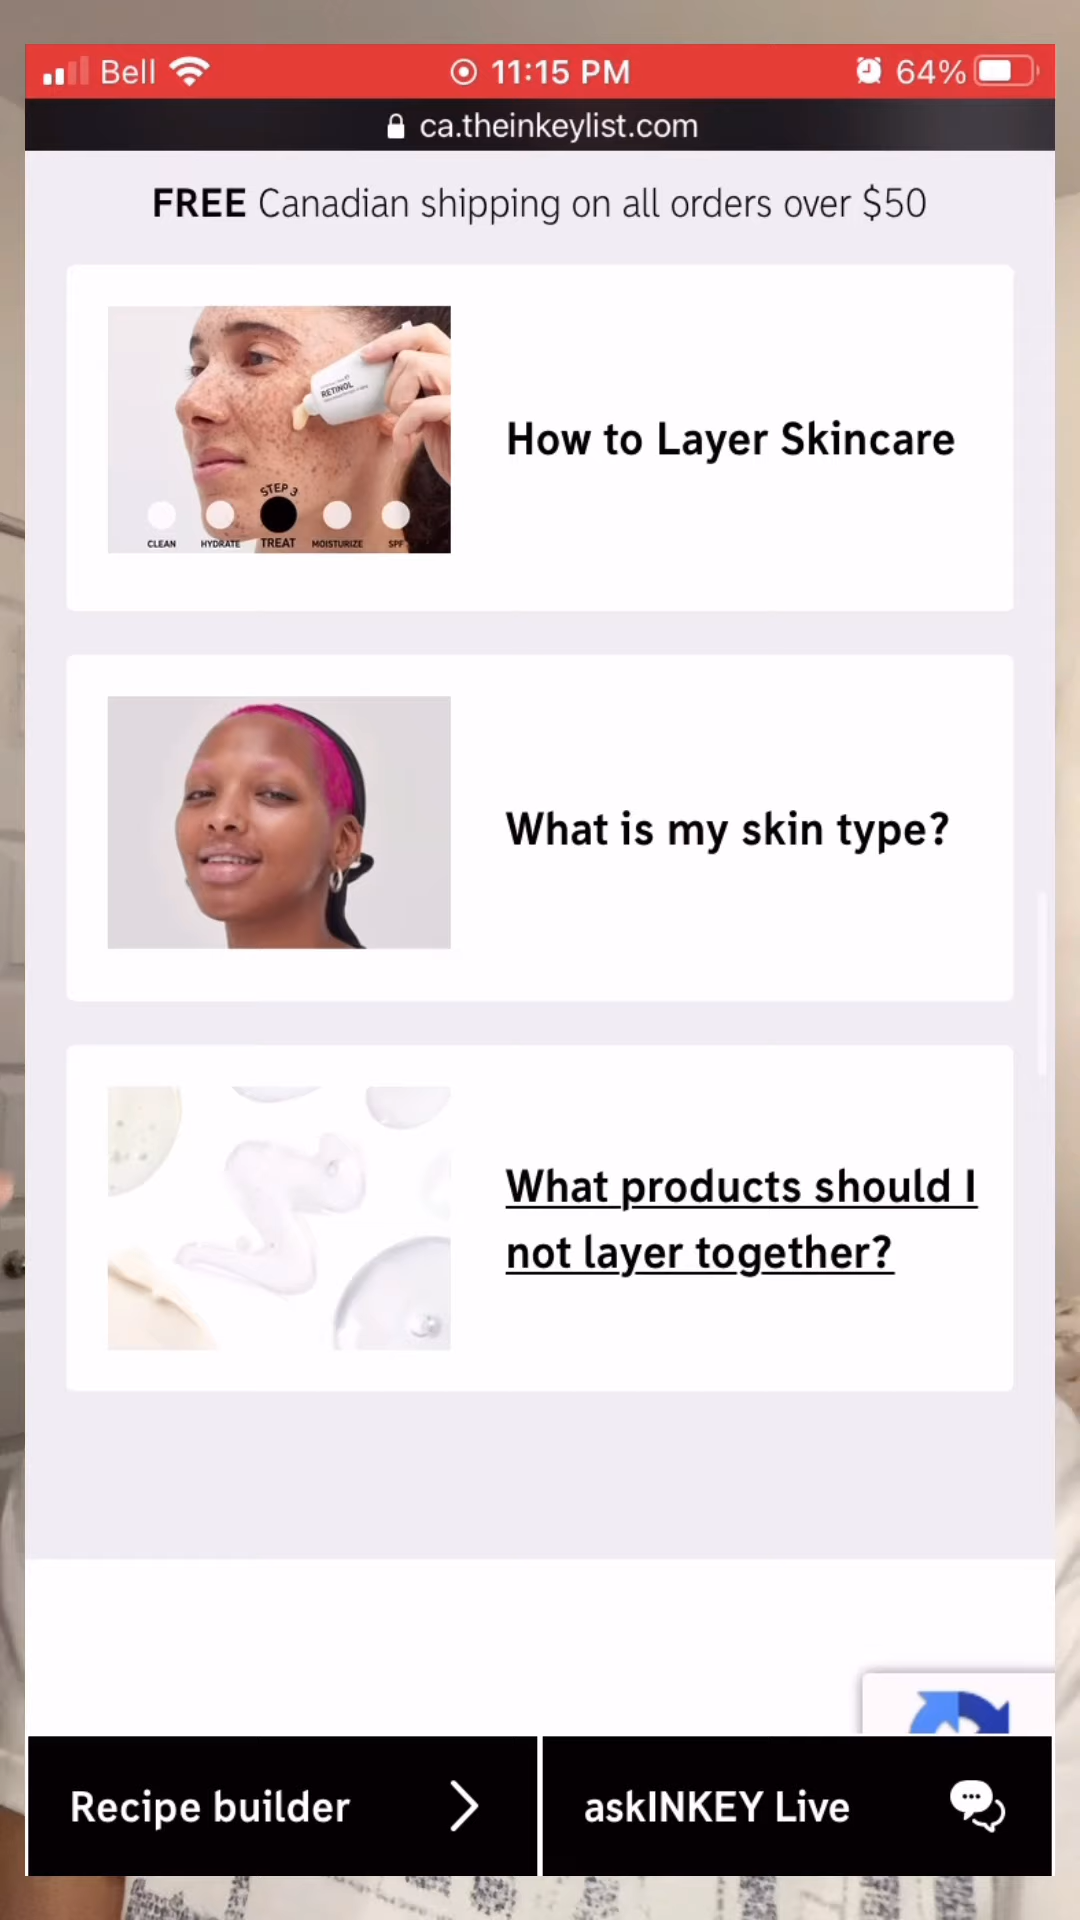 Bell 11:15 PM 64%
ca.theinkeylist.com
FREE Canadian shipping on all orders over $50
RETINOL
How to Layer Skincare
STEP 3
CLEAN HYDRATE TREAT MOISTURIZE SPF
What is my skin type?
What products should I
not layer together?
Recipe builder
askINKEY Live